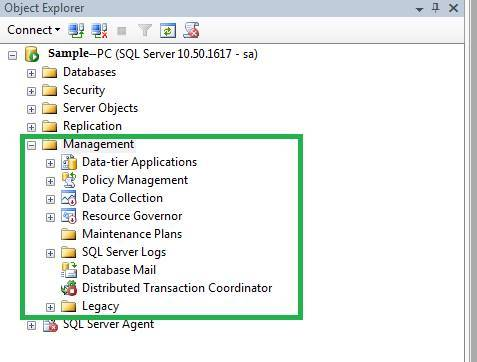 Object Explorer
Connect
Sample--PC (SQL Server 10.50.1617 - sa)
Databases
Security
Server Objects
Replication
Management
Data-tier Applications
Policy Management
Data Collection
Resource Governor
Maintenance Plans
SQL Server Logs
Database Mail
Distributed Transaction Coordinator
Legacy
SQL Server Agent